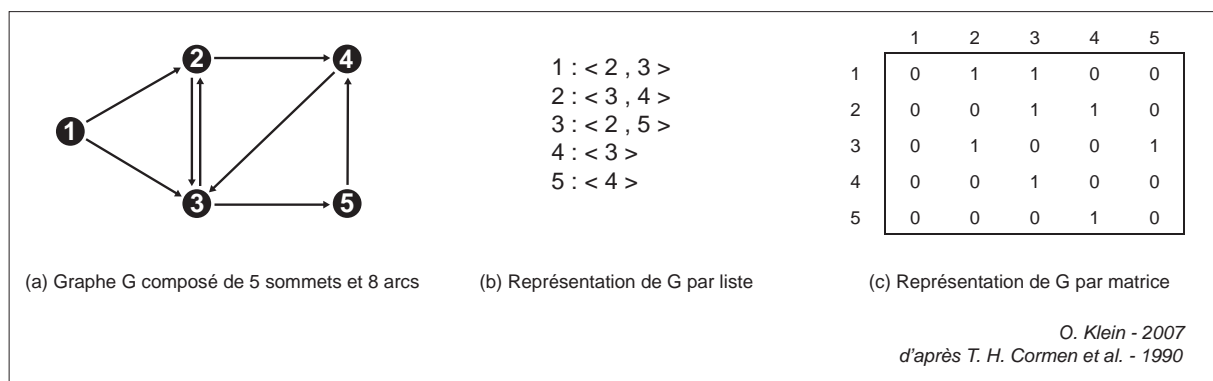 1
2
3
4
5
1 : < 2 , 3 >
2 : < 3 , 4 >
3 : < 2 , 5 >
4 : < 3 >
5 : < 4 >
1 2 3 4 5
1 0 1 1 0 0
2 0 0 1 1 0
3 0 1 0 0 1
4 0 0 1 0 0
5 0 0 0 1 0
(a) Graphe G composé de 5 sommets et 8 arcs
(b) Représentation de G par liste
(c) Représentation de G par matrice
O. Klein - 2007
d'après T. H. Cormen et al. - 1990